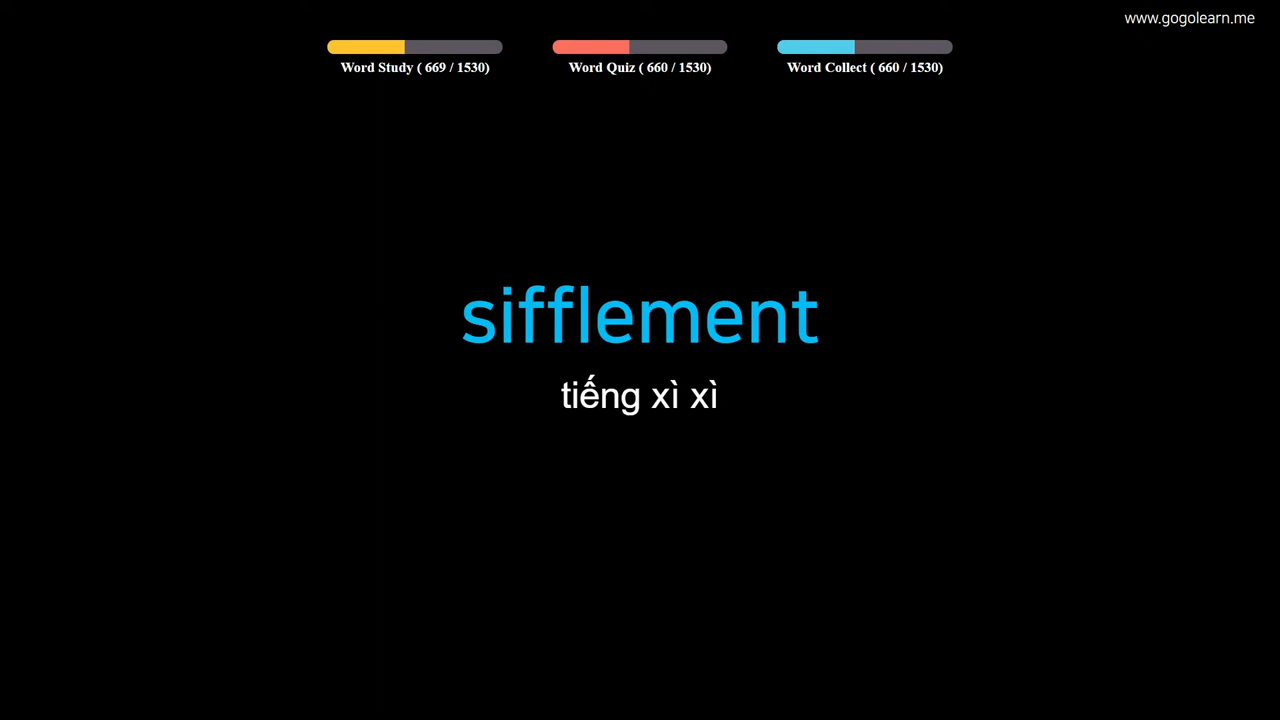 www.gogolearn.me
Word Study ( 669 / 1530)
Word Quiz ( 660 / 1530)
Word Collect ( 660 / 1530)
sifflement
tiếng xì xì